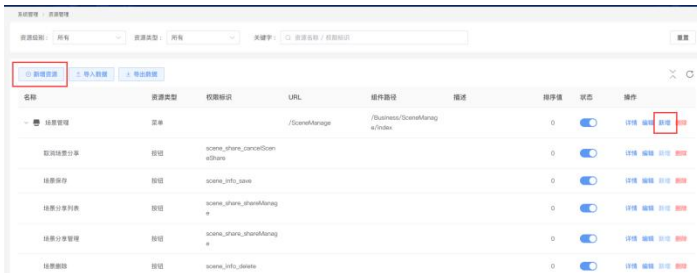 系统管理 / 资源管理
资源级别： 所有 资源类型： 所有 关键字： 资源名称 / 权限标识 重置
新增资源 导入数据 导出数据
名称 资源类型 权限标识 URL 组件路径 描述 排序值 状态 操作
场景管理 菜单 /SceneManage /Business/SceneManag
e/index 0 详情 编辑 新增 删除
取消场景分享 按钮 scene_share_cancelScen
eShare 0 详情 编辑 新增 删除
场景保存 按钮 scene_info_save 0 详情 编辑 新增 删除
场景分享列表 按钮 scene_share_shareManag
e 0 详情 编辑 新增 删除
场景分享管理 按钮 scene_share_shareManag
e 0 详情 编辑 新增 删除
场景删除 按钮 scene_info_delete 0 详情 编辑 新增 删除